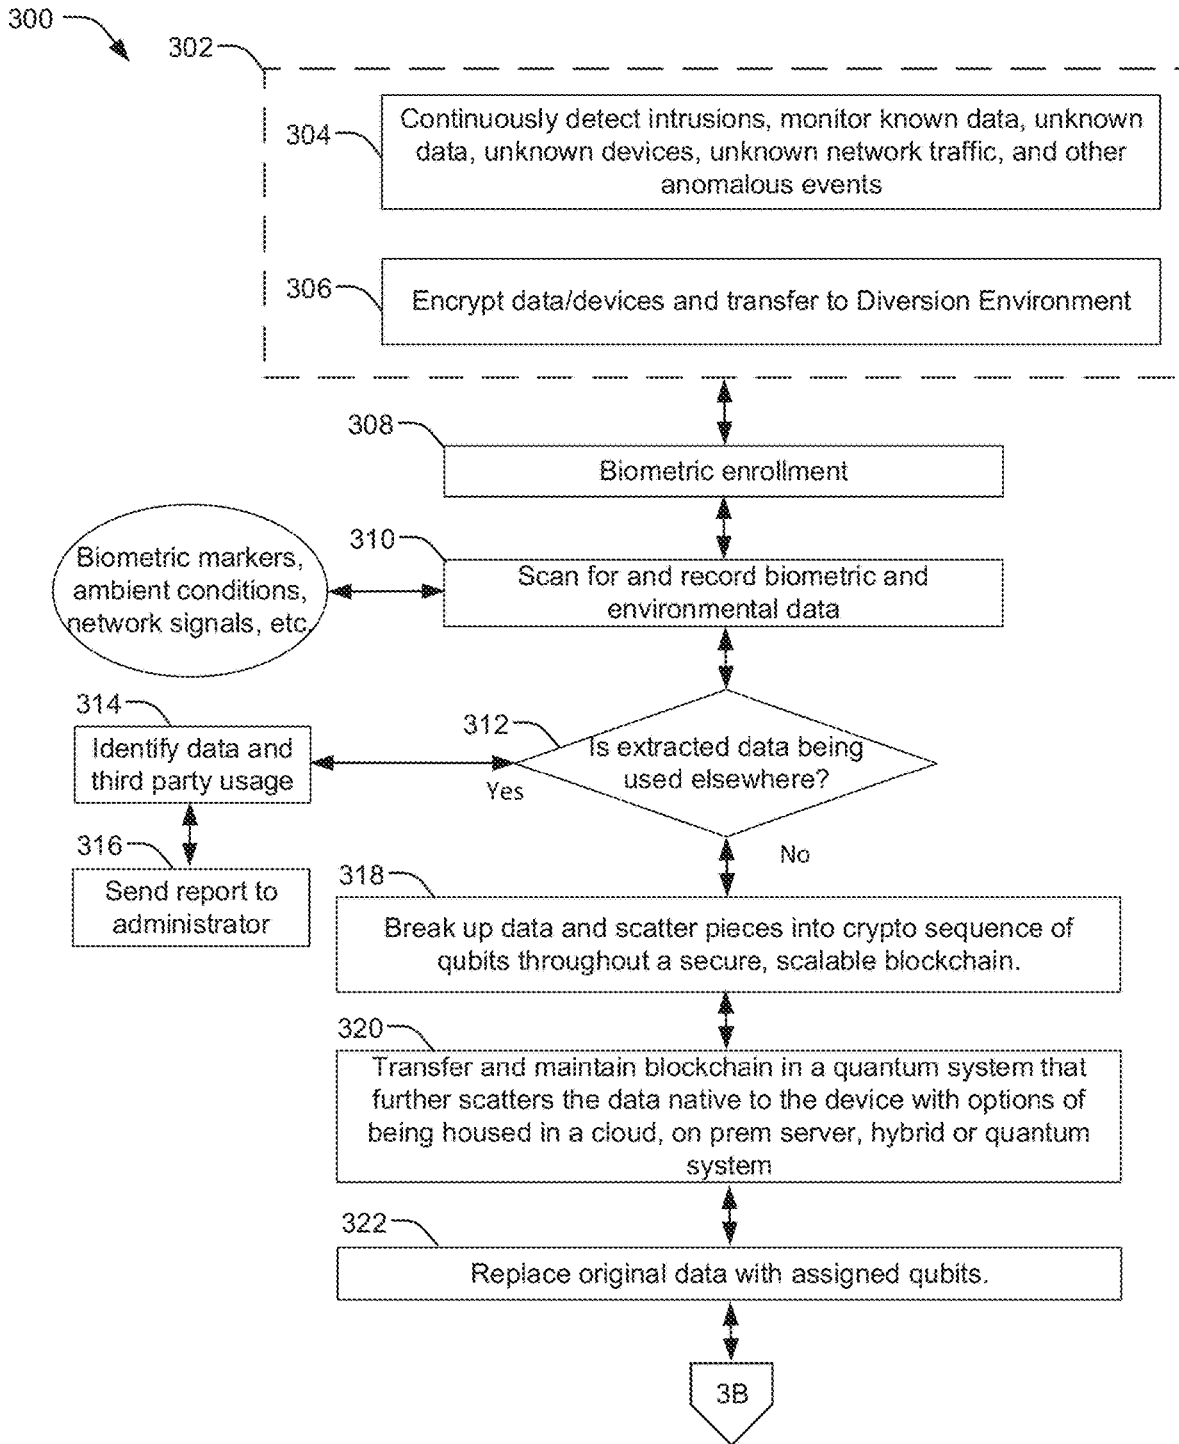 300
302
304
Continuously detect intrusions, monitor known data, unknown
data, unknown devices, unknown network traffic, and other
anomalous events
306
Encrypt data/devices and transfer to Diversion Environment
308
Biometric enrollment
310
Scan for and record biometric and
environmental data
Biometric markers,
ambient conditions,
network signals, etc.
312
Is extracted data being
used elsewhere?
Yes
No
314
Identify data and
third party usage
316
Send report to
administrator
318
Break up data and scatter pieces into crypto sequence of
qubits throughout a secure, scalable blockchain.
320
Transfer and maintain blockchain in a quantum system that
further scatters the data native to the device with options of
being housed in a cloud, on prem server, hybrid or quantum
system
322
Replace original data with assigned qubits.
3B